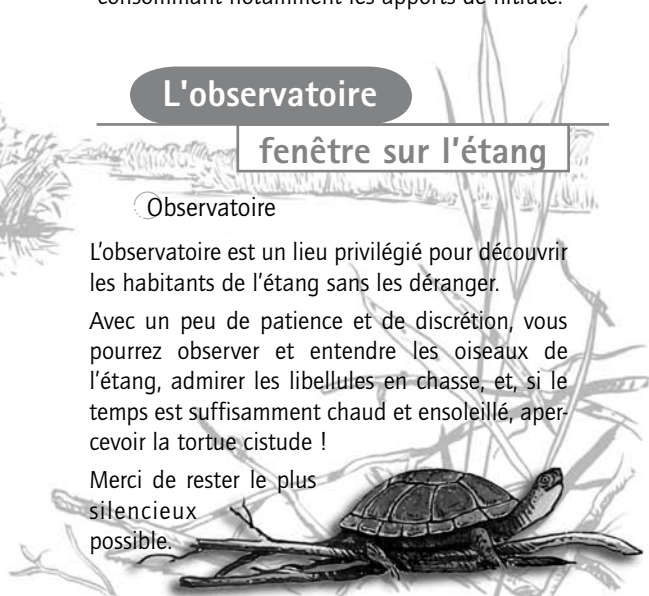 consommant notamment les apports de nitrate.
L'observatoire
fenêtre sur l'étang
Observatoire
L'observatoire est un lieu privilégié pour découvrir
les habitants de l'étang sans les déranger.
Avec un peu de patience et de discrétion, vous
pourrez observer et entendre les oiseaux de
l'étang, admirer les libellules en chasse, et, si le
temps est suffisamment chaud et ensoleillé, aper-
cevoir la tortue cistude !
Merci de rester le plus
silencieux
possible.